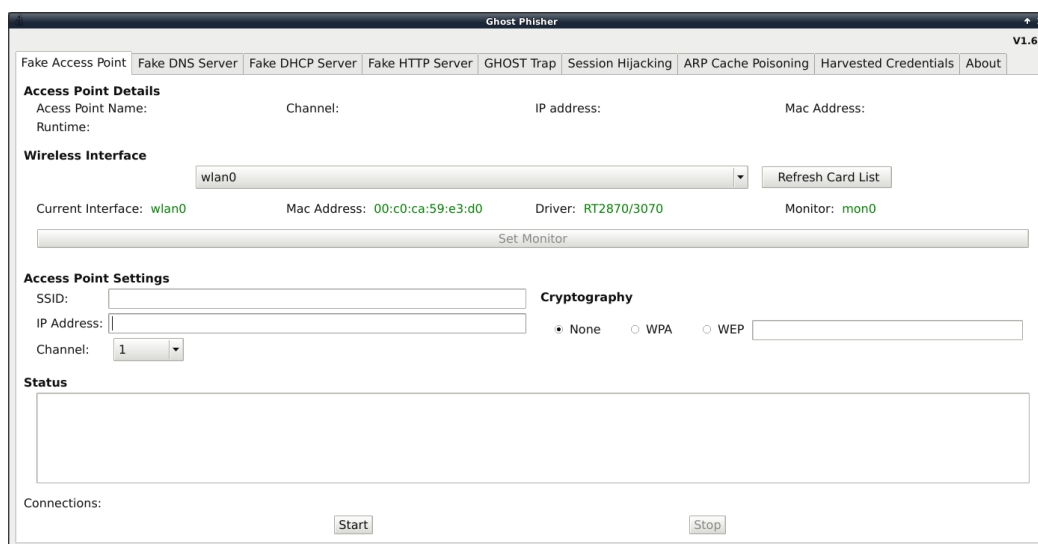 Ghost Phisher
V1.6
Fake Access Point Fake DNS Server Fake DHCP Server Fake HTTP Server GHOST Trap Session Hijacking ARP Cache Poisoning Harvested Credentials About
Access Point Details
Acess Point Name: Channel: IP address: Mac Address:
Runtime:
Wireless Interface
wlan0 Refresh Card List
Current Interface: wlan0 Mac Address: 00:c0:ca:59:e3:d0 Driver: RT2870/3070 Monitor: mon0
Set Monitor
Access Point Settings
SSID:
Cryptography
IP Address:
None WPA WEP
Channel: 1
Status
Connections:
Start Stop